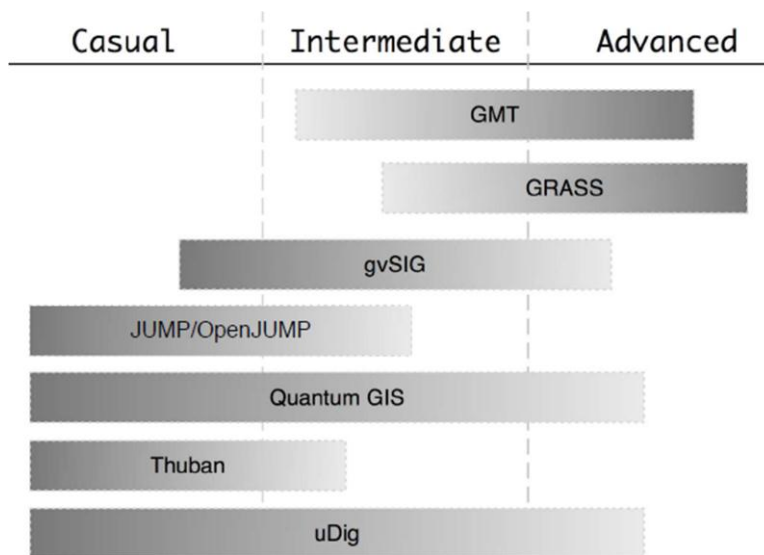 Casual Intermediate Advanced
GMT
GRASS
gvSIG
JUMP/OpenJUMP
Quantum GIS
Thuban
uDig